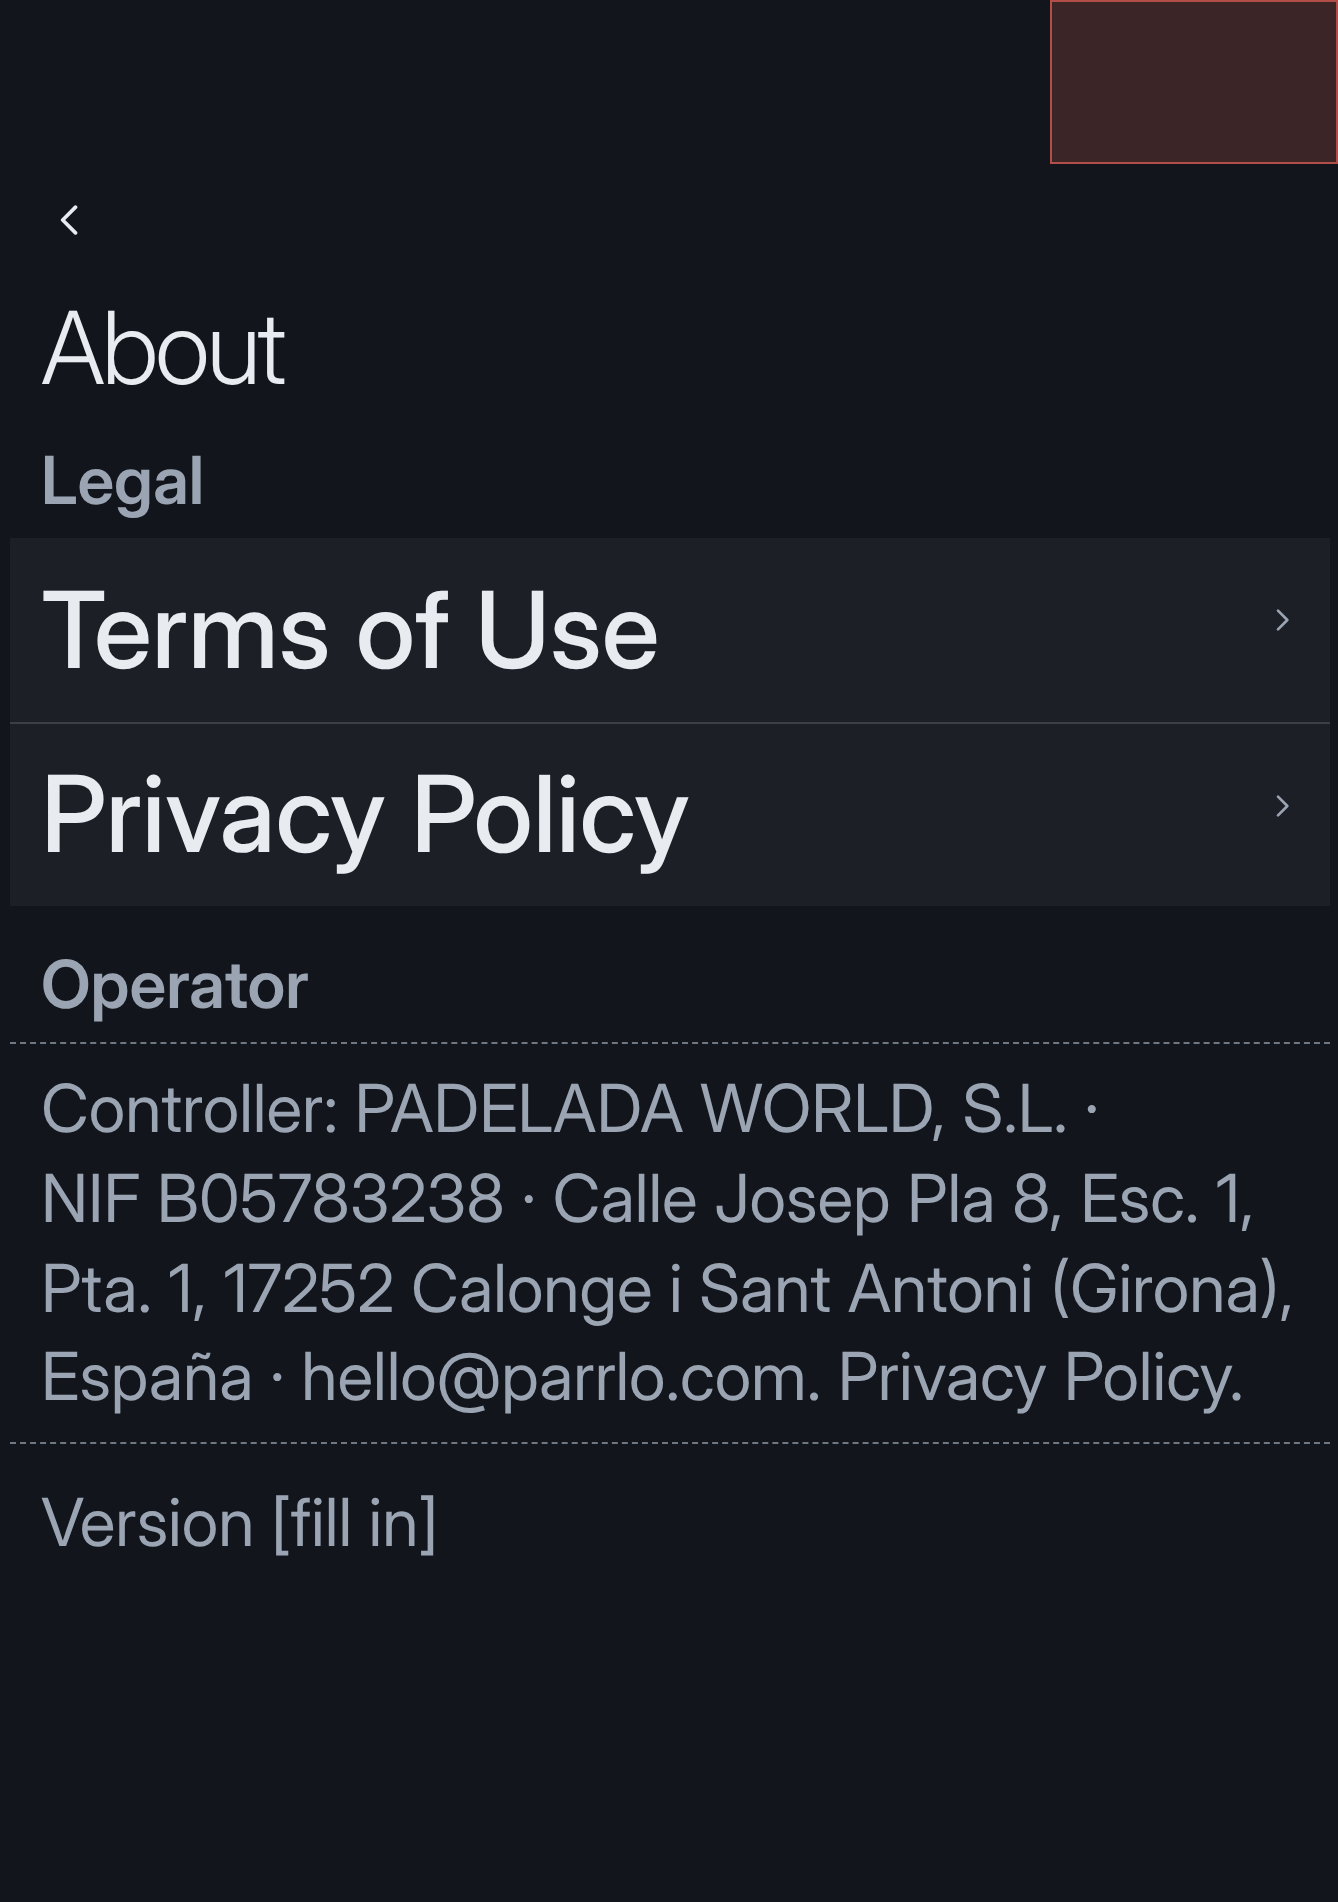 About
Legal
Terms of Use
Privacy Policy
Operator
Controller: PADELADA WORLD, S.L. ·
NIF B05783238 · Calle Josep Pla 8, Esc. 1,
Pta. 1, 17252 Calonge i Sant Antoni (Girona),
España · hello@parrlo.com. Privacy Policy.
Version [fill in]